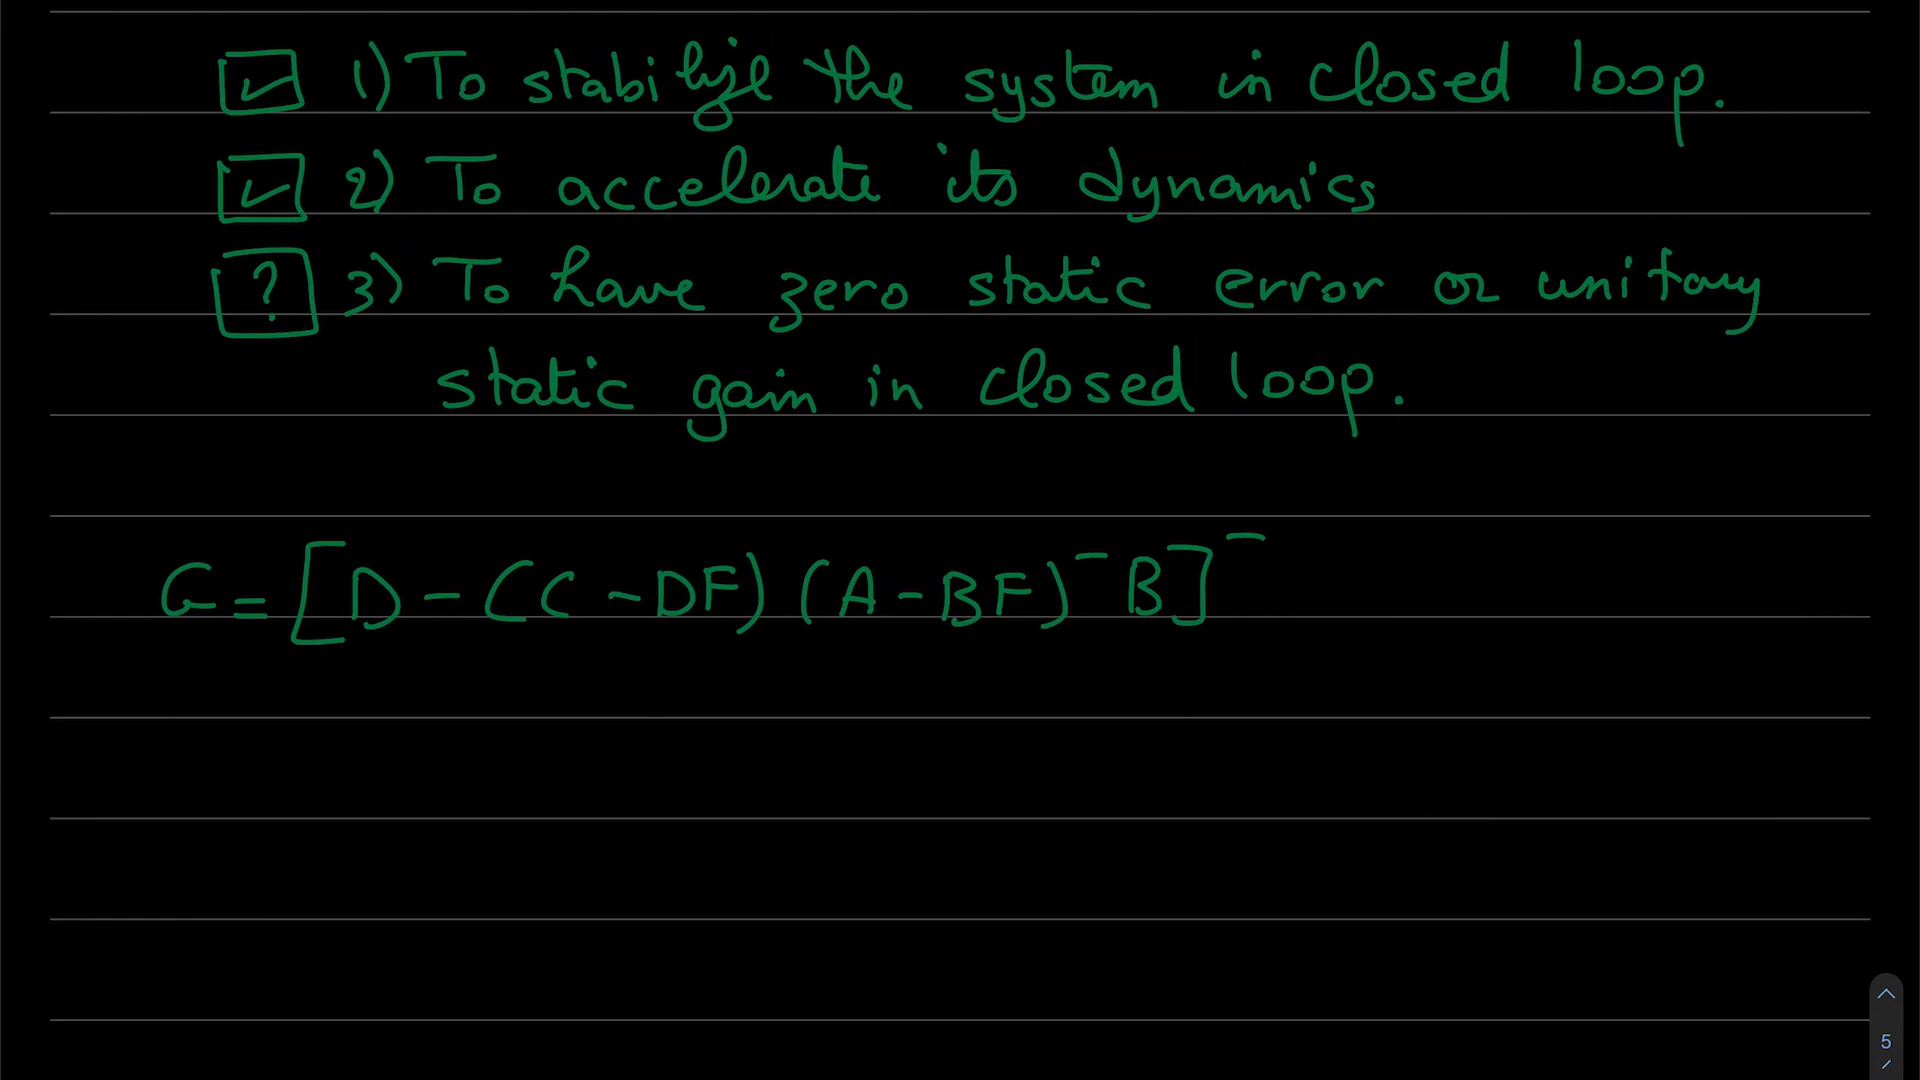 ✓ 1) To stabilize the system in closed loop.
✓ 2) To accelerate its dynamics
? 3) To have zero static error or unitary
static gain in closed loop.
G = [D - (C - DF) (A - BF)⁻ B]⁻
5